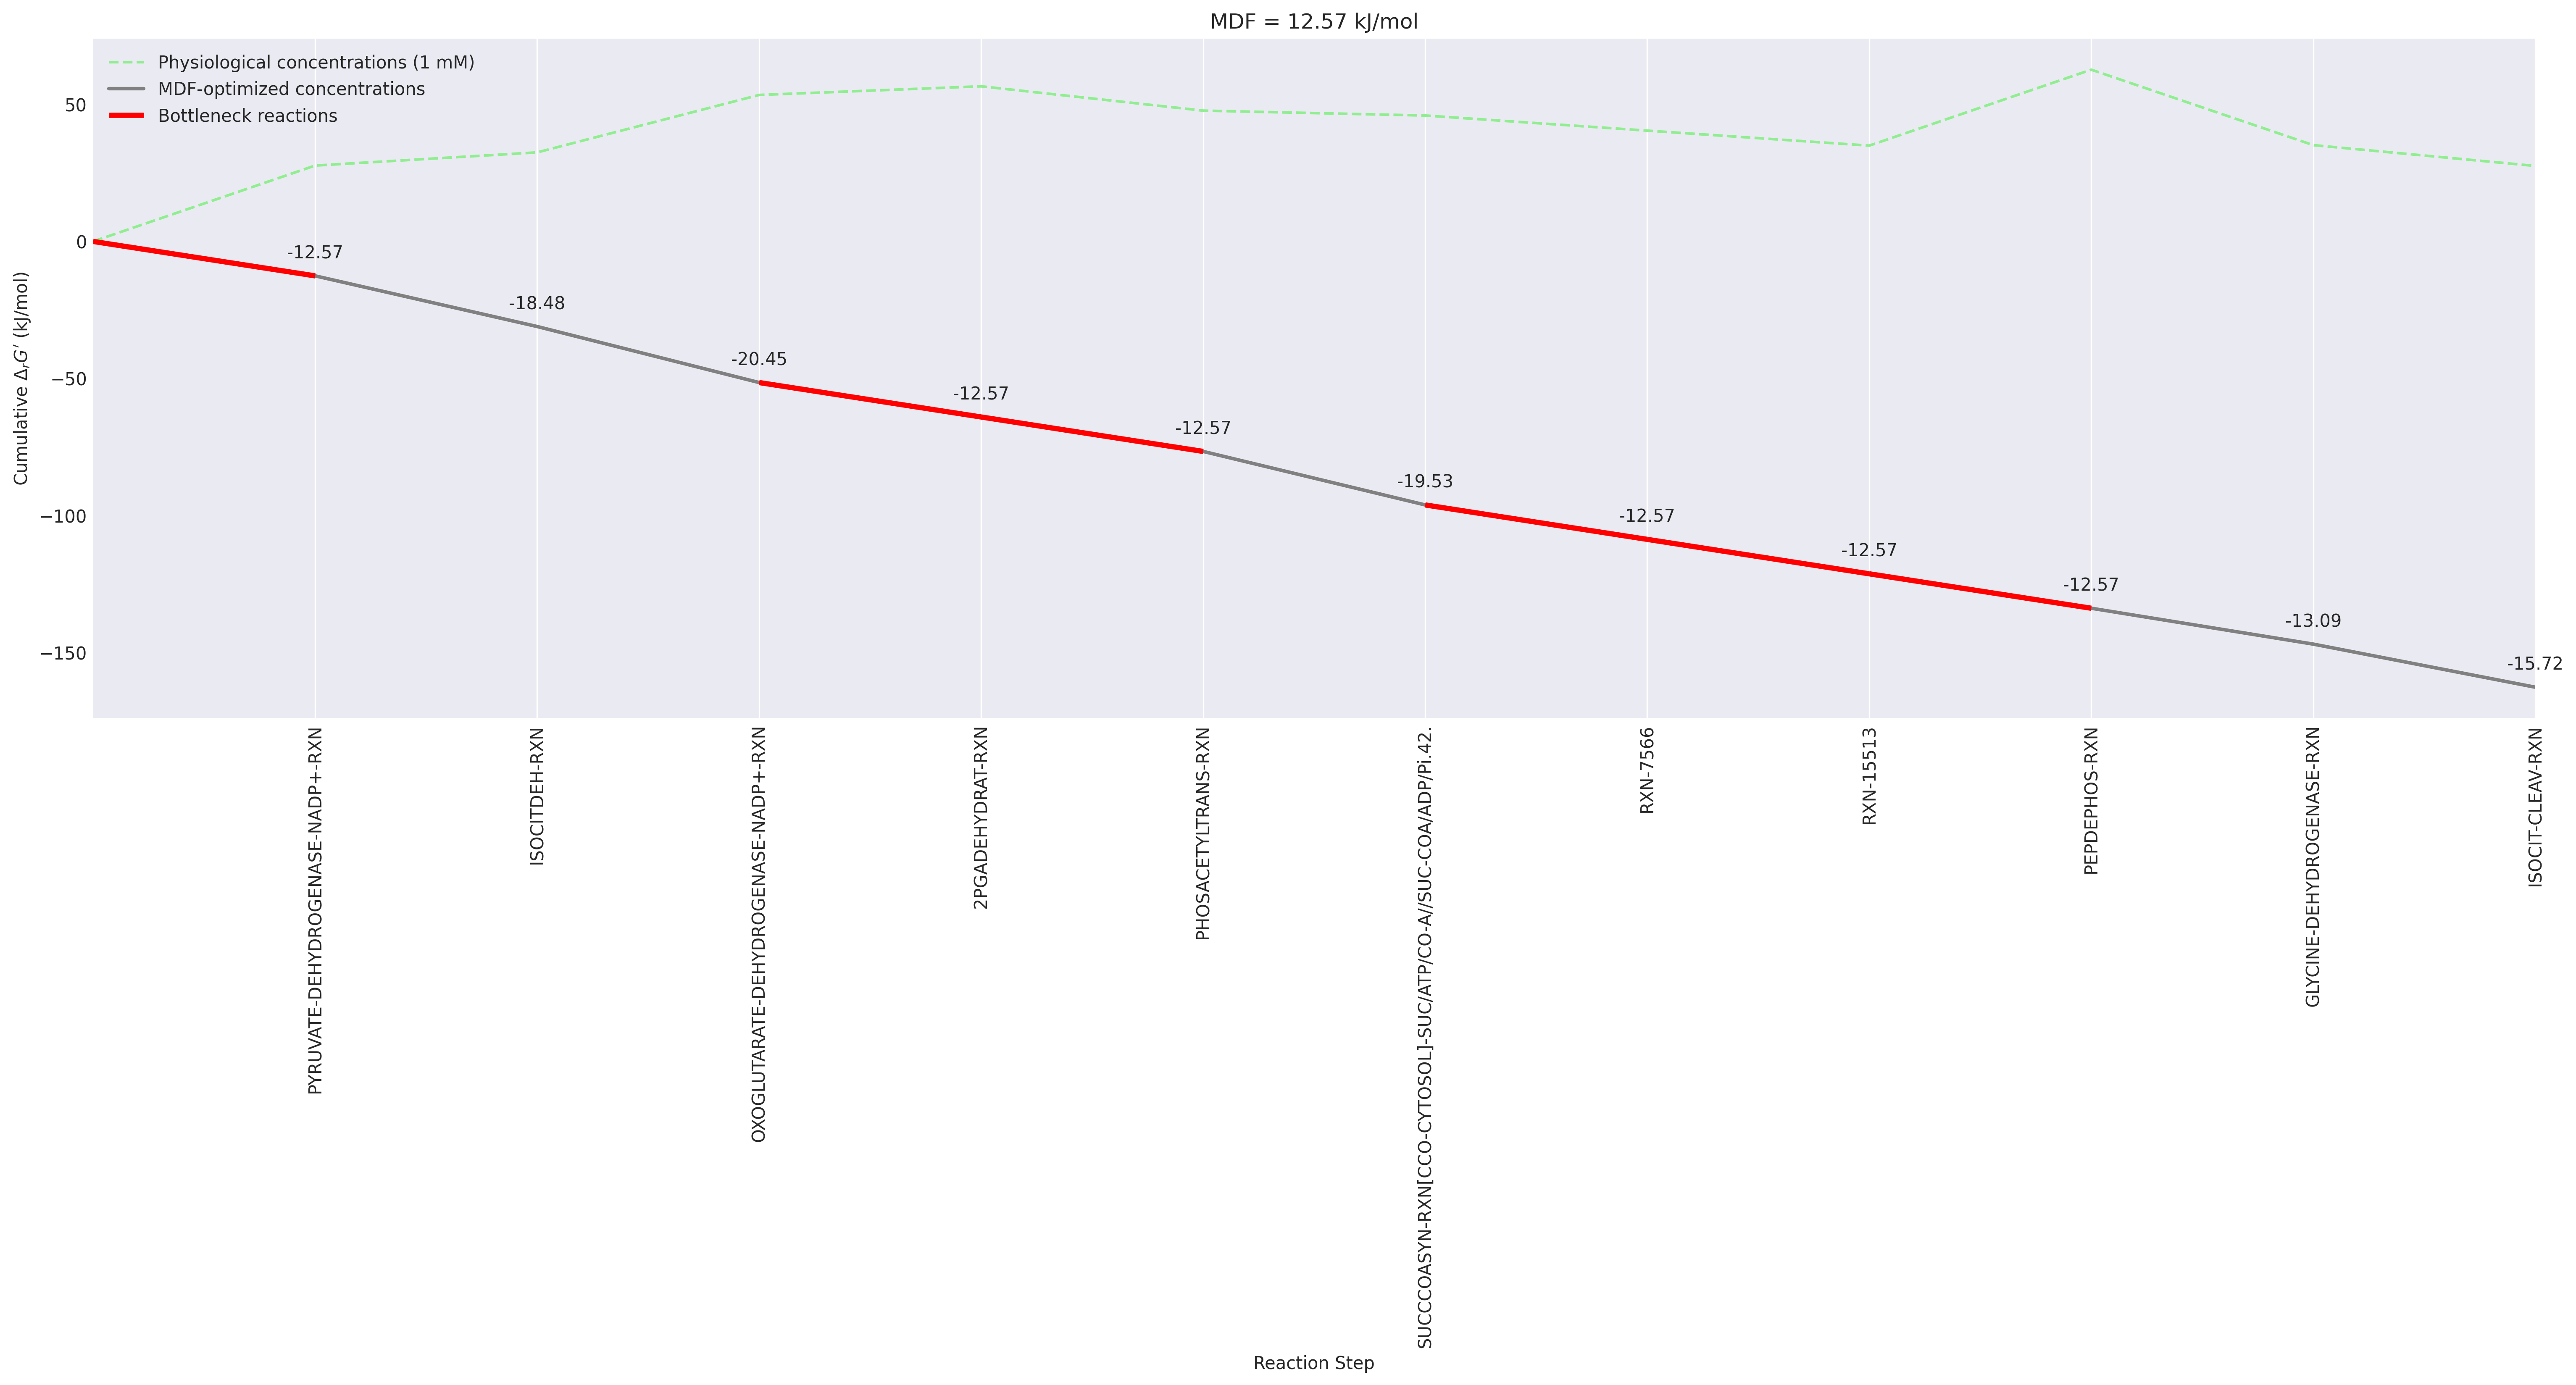 MDF = 12.57 kJ/mol
Physiological concentrations (1 mM)
MDF-optimized concentrations
Bottleneck reactions
Cumulative ΔrG′ (kJ/mol)
50
0
−50
−100
−150
-12.57
-18.48
-20.45
-12.57
-12.57
-19.53
-12.57
-12.57
-12.57
-13.09
-15.72
PYRUVATE-DEHYDROGENASE-NADP+-RXN
ISOCITDEH-RXN
OXOGLUTARATE-DEHYDROGENASE-NADP+-RXN
2PGADEHYDRAT-RXN
PHOSACETYLTRANS-RXN
SUCCCOASYN-RXN[CCO-CYTOSOL]-SUC/ATP/CO-A//SUC-COA/ADP/Pi.42.
RXN-7566
RXN-15513
PEPDEPHOS-RXN
GLYCINE-DEHYDROGENASE-RXN
ISOCIT-CLEAV-RXN
Reaction Step